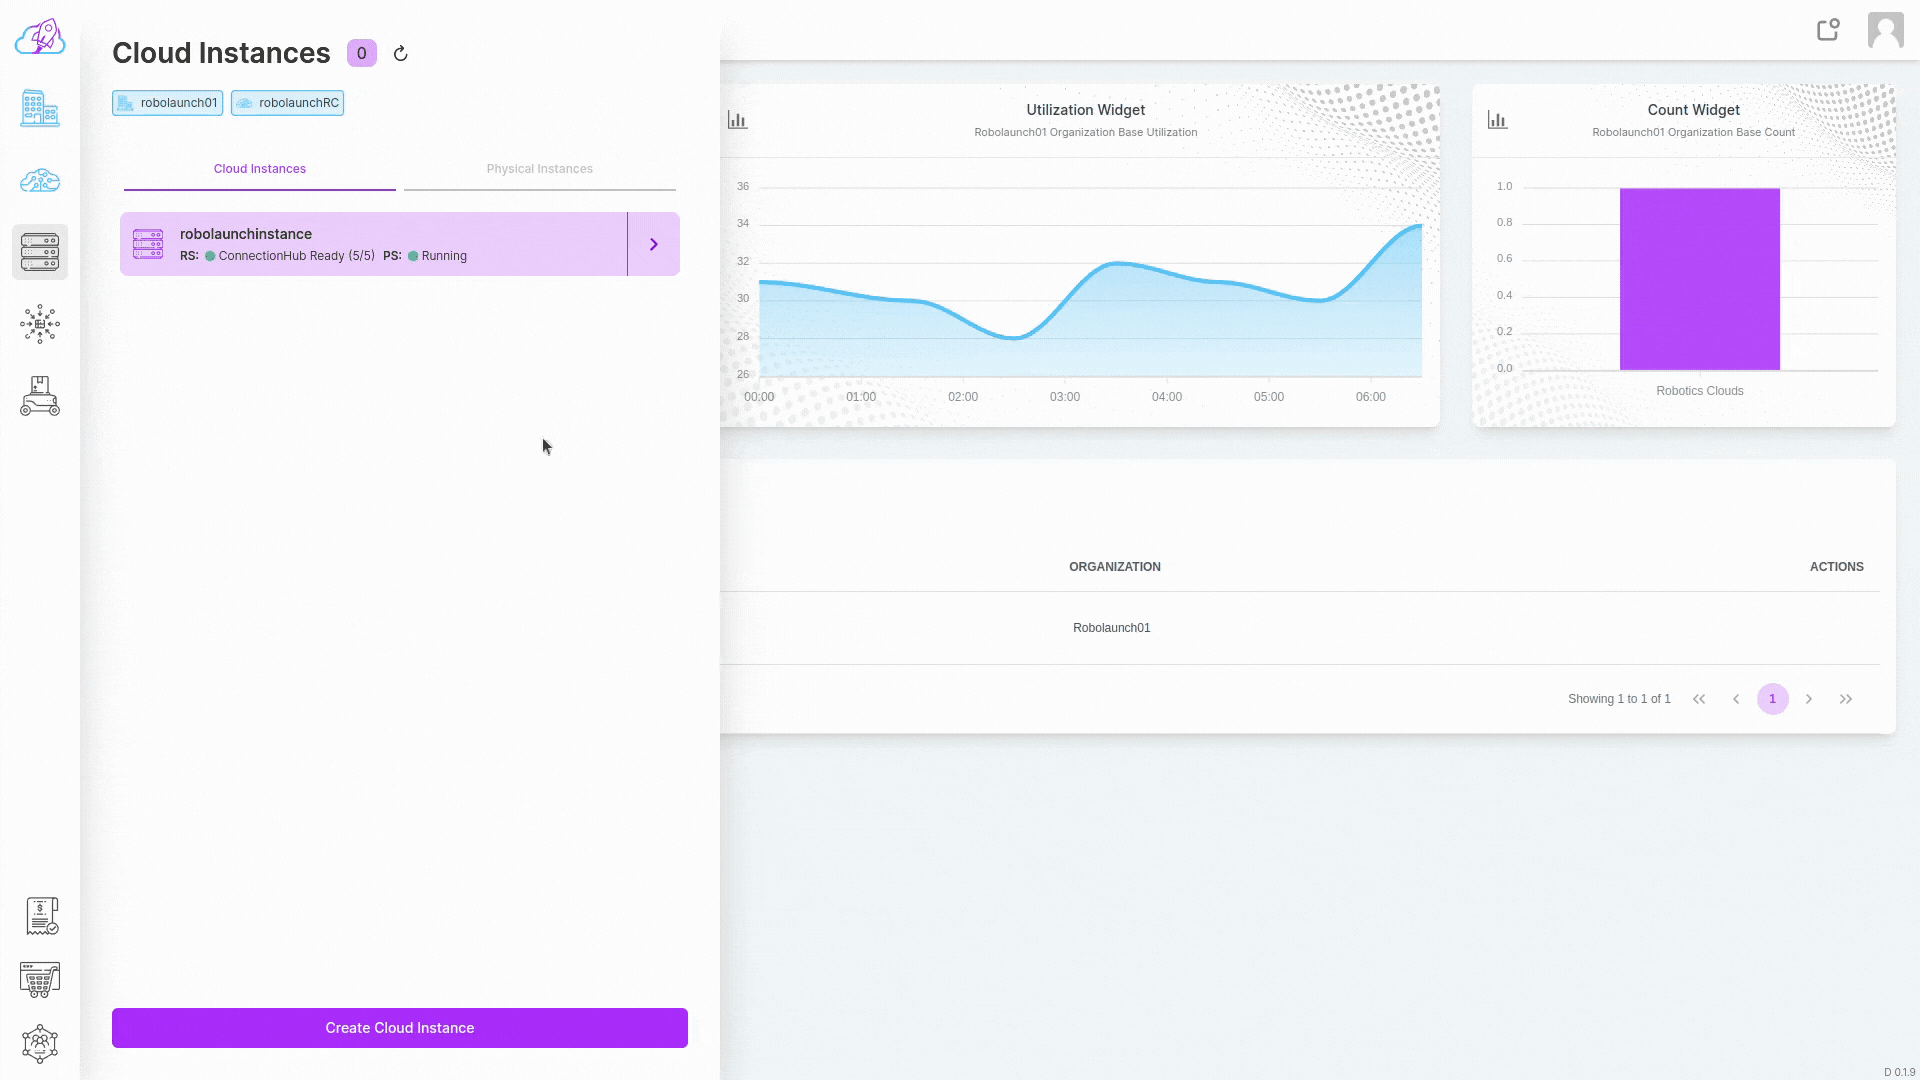 Cloud Instances 0
robolaunch01 robolaunchRC
Cloud Instances Physical Instances
robolaunchinstance
RS: ConnectionHub Ready (5/5) PS: Running
Create Cloud Instance
Utilization Widget
Robolaunch01 Organization Base Utilization
36
34
32
30
28
26
00:00 01:00 02:00 03:00 04:00 05:00 06:00
Count Widget
Robolaunch01 Organization Base Count
1.0
0.8
0.6
0.4
0.2
0.0
Robotics Clouds
ORGANIZATION ACTIONS
Robolaunch01
Showing 1 to 1 of 1 1
D 0.1.9